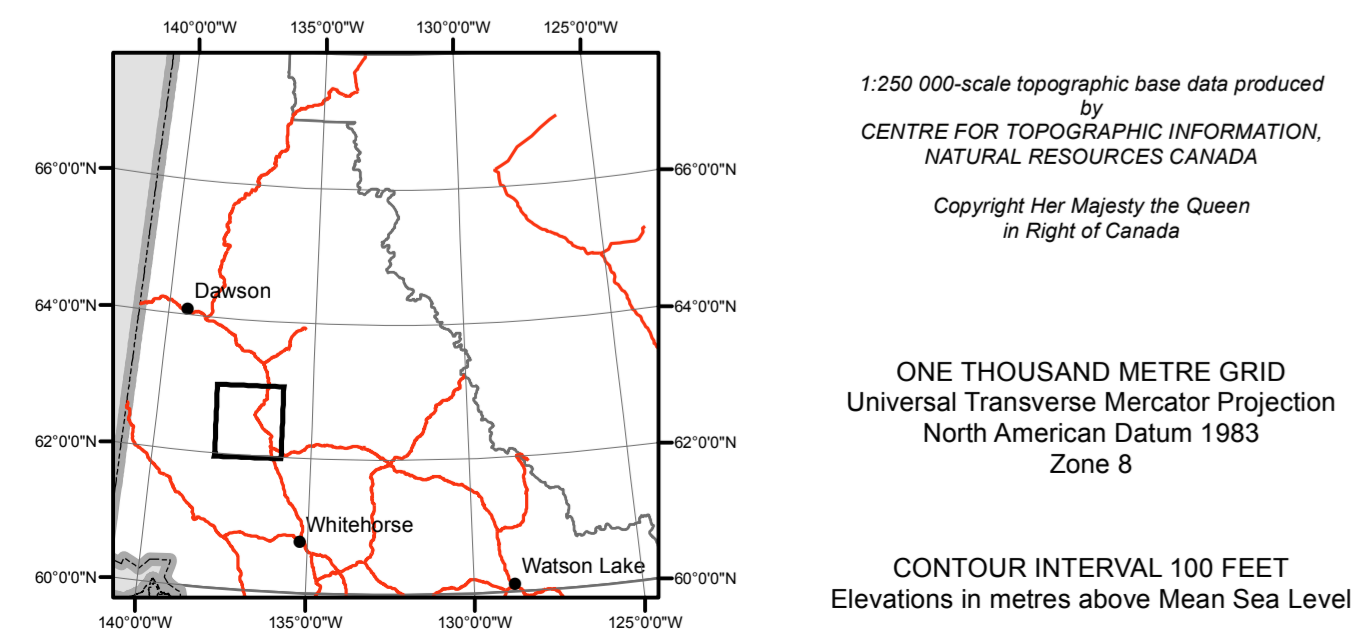 140°0'0"W 135°0'0"W 130°0'0"W 125°0'0"W
66°0'0"N 66°0'0"N
Dawson
64°0'0"N 64°0'0"N
62°0'0"N 62°0'0"N
Whitehorse
Watson Lake
60°0'0"N 60°0'0"N
140°0'0"W 135°0'0"W 130°0'0"W 125°0'0"W
1:250 000-scale topographic base data produced
by
CENTRE FOR TOPOGRAPHIC INFORMATION,
NATURAL RESOURCES CANADA
Copyright Her Majesty the Queen
in Right of Canada
ONE THOUSAND METRE GRID
Universal Transverse Mercator Projection
North American Datum 1983
Zone 8
CONTOUR INTERVAL 100 FEET
Elevations in metres above Mean Sea Level